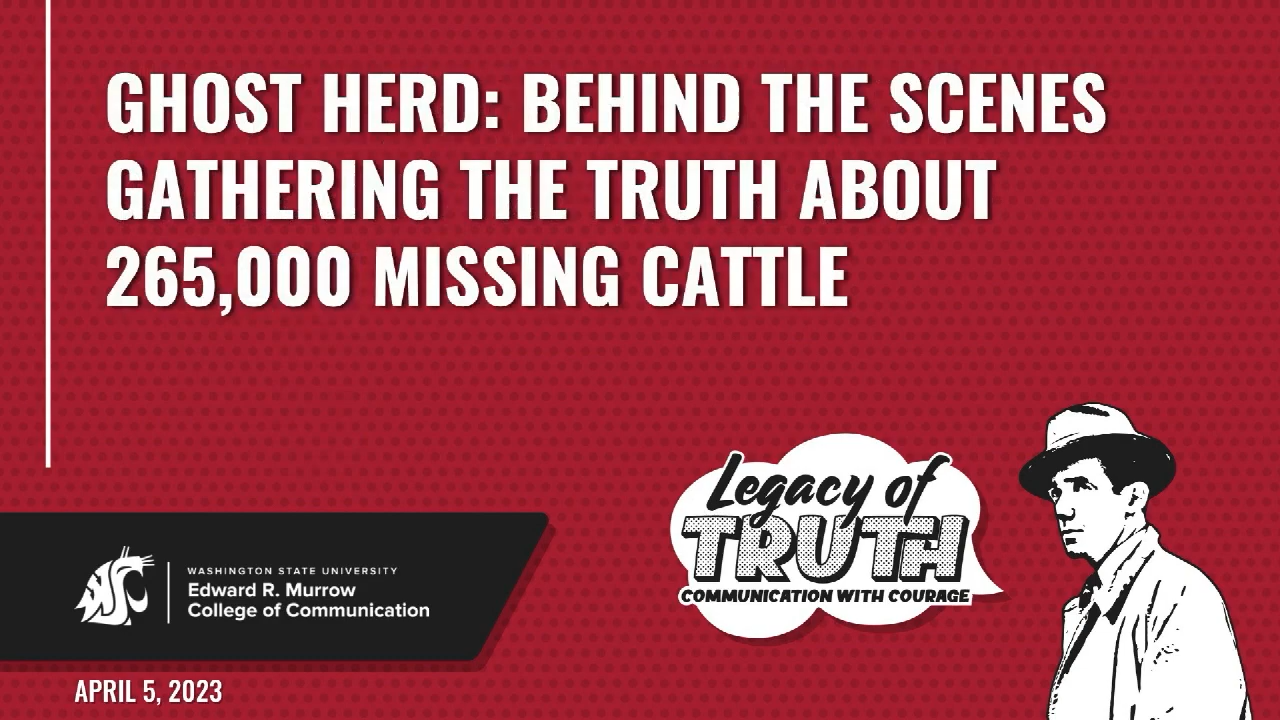 GHOST HERD: BEHIND THE SCENES
GATHERING THE TRUTH ABOUT
265,000 MISSING CATTLE
Legacy of
TRUTH
COMMUNICATION WITH COURAGE
WASHINGTON STATE UNIVERSITY
Edward R. Murrow
College of Communication
APRIL 5, 2023